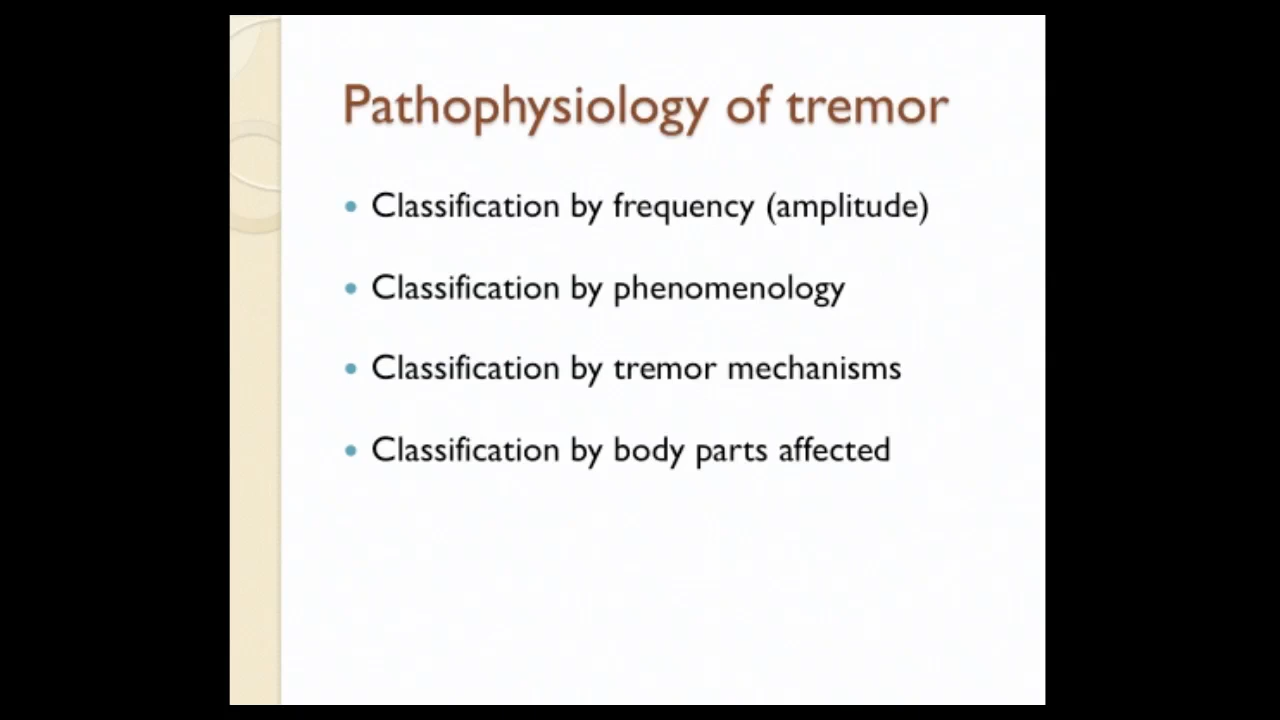 Pathophysiology of tremor
• Classification by frequency (amplitude)
• Classification by phenomenology
• Classification by tremor mechanisms
• Classification by body parts affected